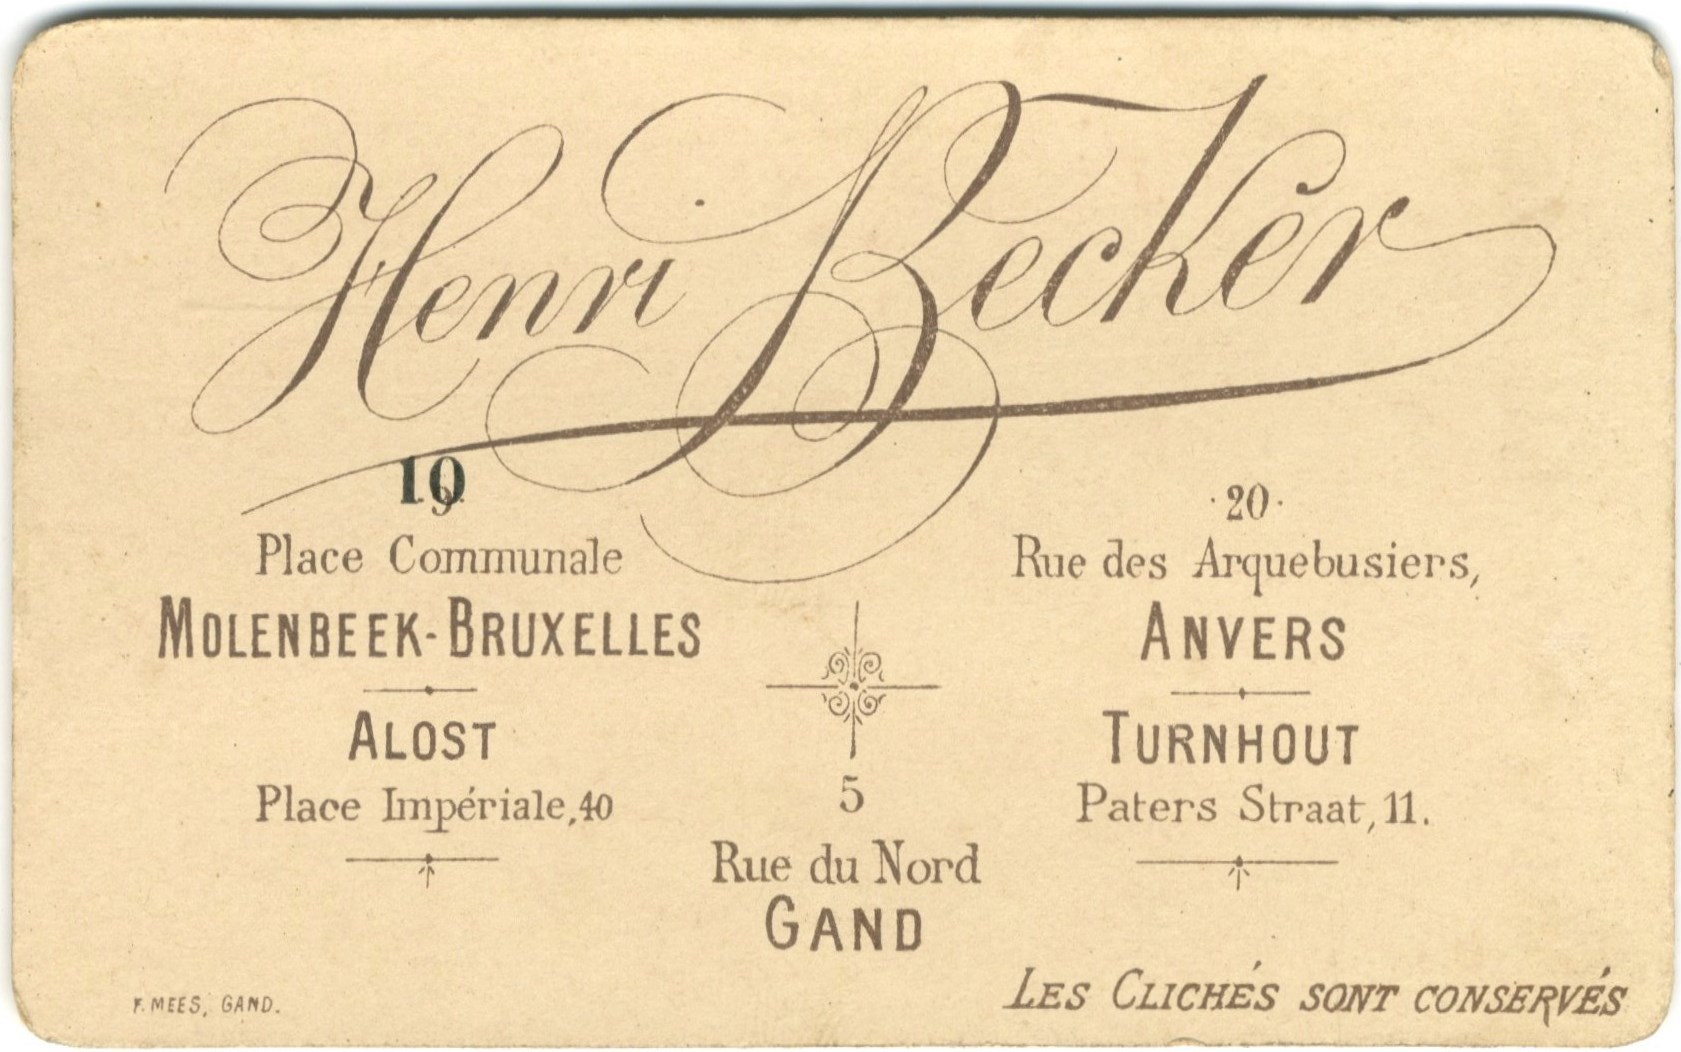 Henri Becker
10
Place Communale
MOLENBEEK-BRUXELLES
ALOST
Place Impériale, 40
·20·
Rue des Arquebusiers,
ANVERS
TURNHOUT
Paters Straat, 11.
5
Rue du Nord
GAND
F. MEES, GAND.
LES CLICHÉS SONT CONSERVÉS